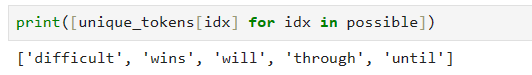 print([unique_tokens[idx] for idx in possible])
['difficult', 'wins', 'will', 'through', 'until']